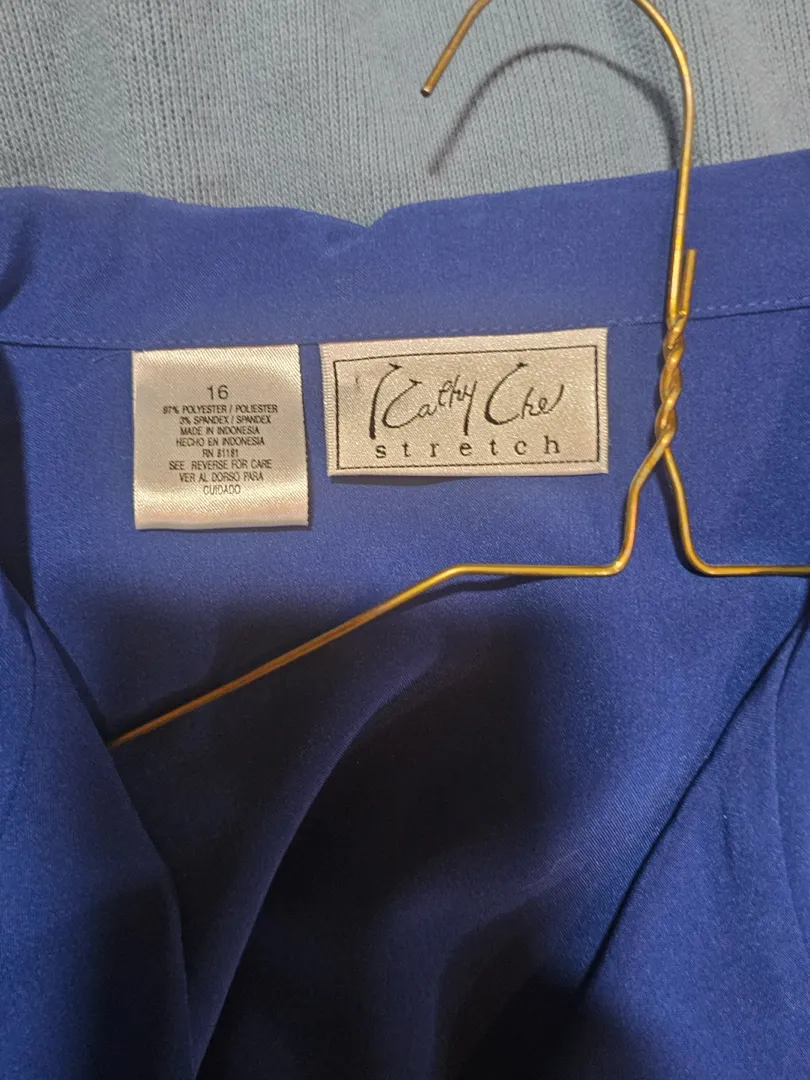 16
97% POLYESTER / POLIESTER
3% SPANDEX / SPANDEX
MADE IN INDONESIA
HECHO EN INDONESIA
RN 81181
SEE REVERSE FOR CARE
VER AL DORSO PARA
CUIDADO
Kathy Che
stretch